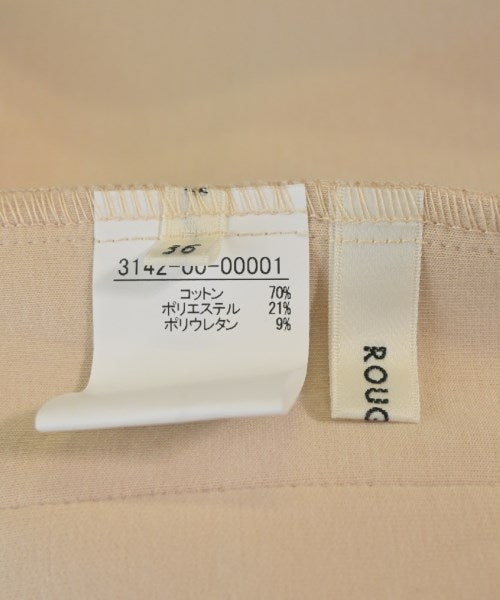 36
3142-00-00001
コットン 70%
ポリエステル 21%
ポリウレタン 9%
ROUG